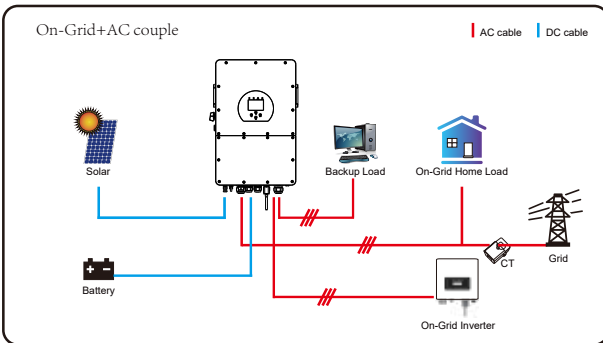 On-Grid+AC couple
AC cable
DC cable
Solar
Backup Load
On-Grid Home Load
CT
Grid
Battery
On-Grid Inverter